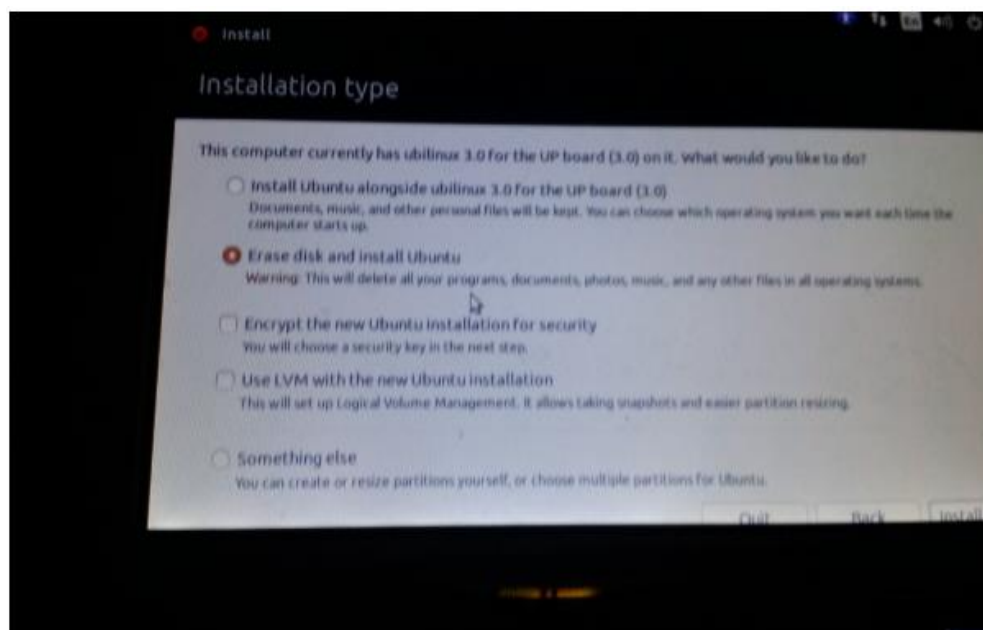 Install
En
Installation type
This computer currently has ubilinux 3.0 for the UP board (3.0) on it. What would you like to do?
Install Ubuntu alongside ubilinux 3.0 for the UP board (3.0)
Documents, music, and other personal files will be kept. You can choose which operating system you want each time the
computer starts up.
Erase disk and install Ubuntu
Warning: This will delete all your programs, documents, photos, music, and any other files in all operating systems.
Encrypt the new Ubuntu installation for security
You will choose a security key in the next step.
Use LVM with the new Ubuntu installation
This will set up Logical Volume Management. It allows taking snapshots and easier partition resizing.
Something else
You can create or resize partitions yourself, or choose multiple partitions for Ubuntu.
Quit Back Install